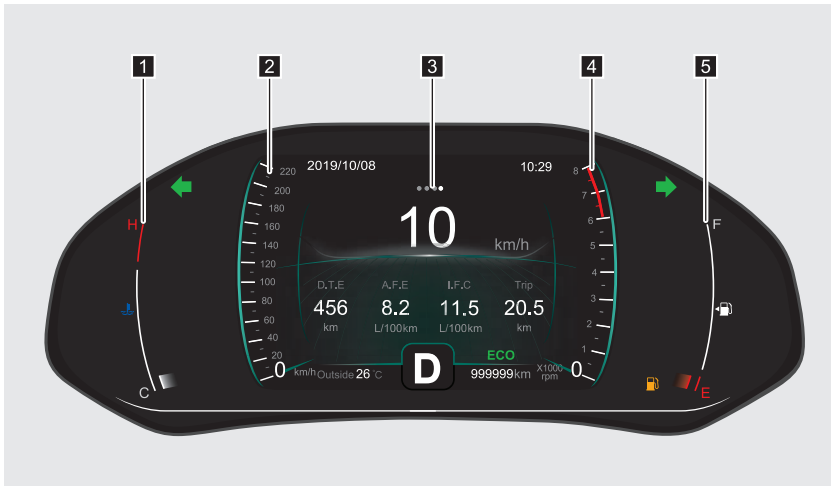 1 2 3 4 5
2019/10/08 10:29
220
200
180
160
140
120
100
80
60
40
20
0 km/h
8
7
6
5
4
3
2
1
0
X1000
rpm
H
C
F
E
10
km/h
D.T.E A.F.E I.F.C Trip
456 8.2 11.5 20.5
km L/100km L/100km km
ECO
Outside 26 °C
D
999999km